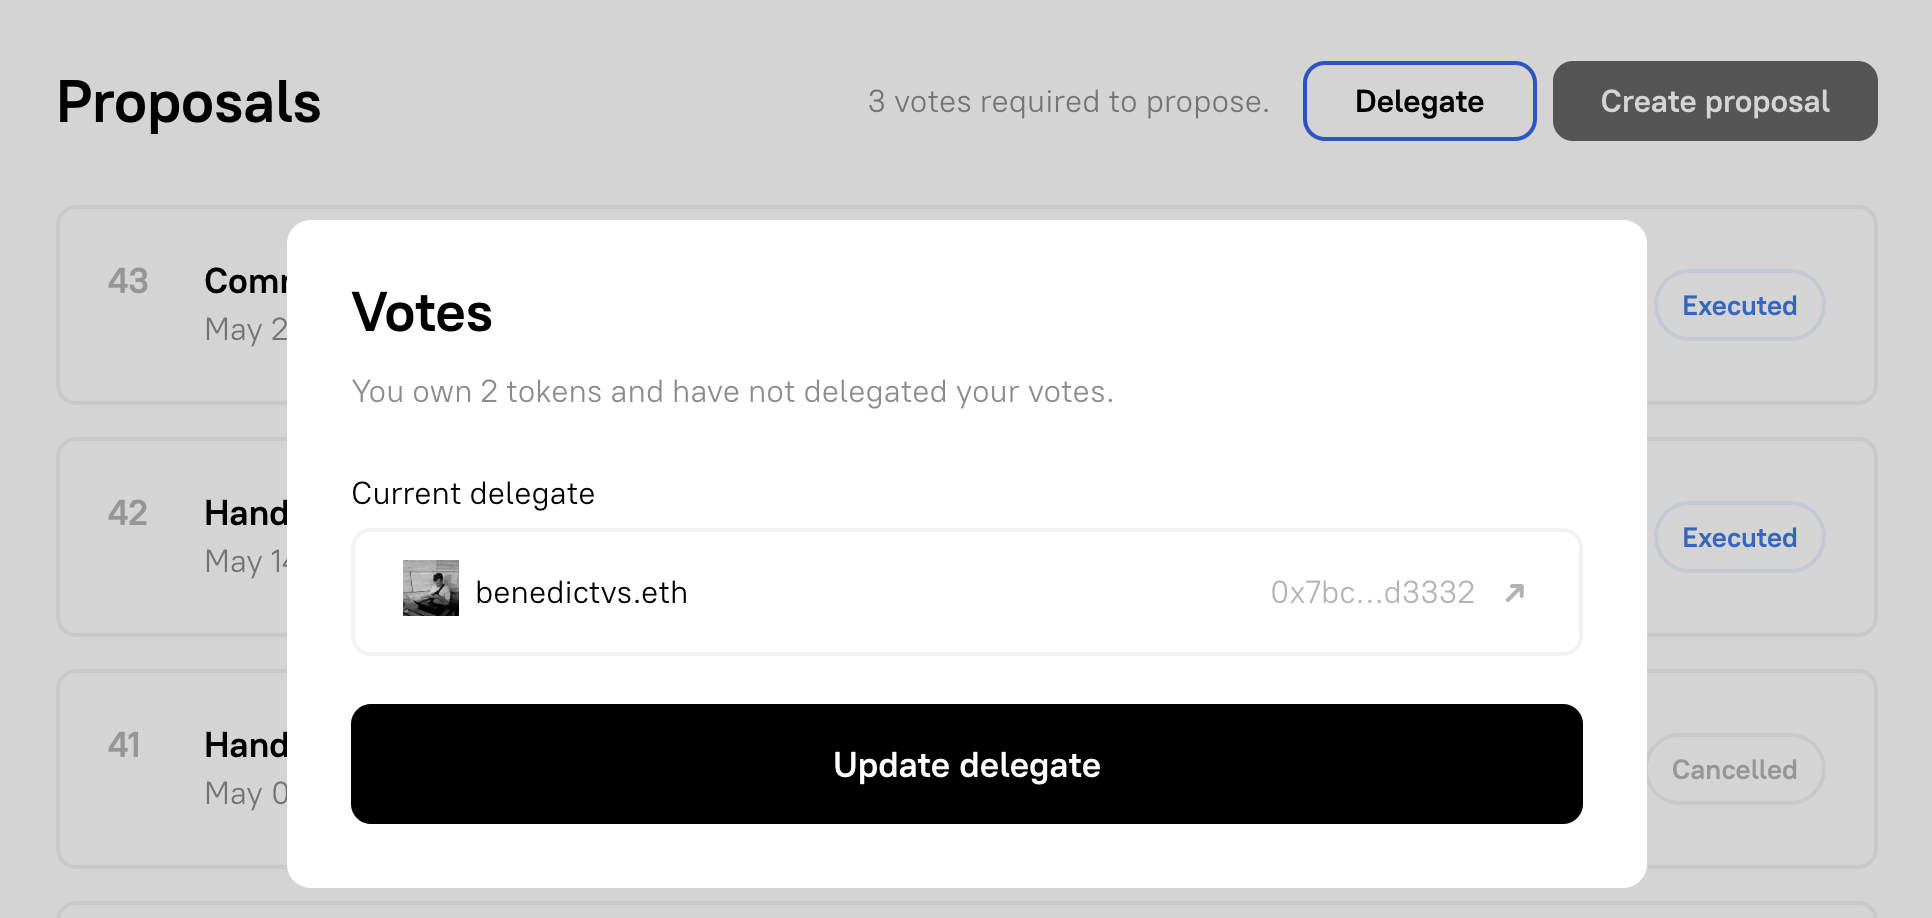 Proposals
3 votes required to propose.
Delegate
Create proposal
43
Executed
May 2
Votes
You own 2 tokens and have not delegated your votes.
Current delegate
benedictvs.eth
0x7bc...d3332
42
Hand
Executed
May 14
41
Hand
Cancelled
May 0
Update delegate